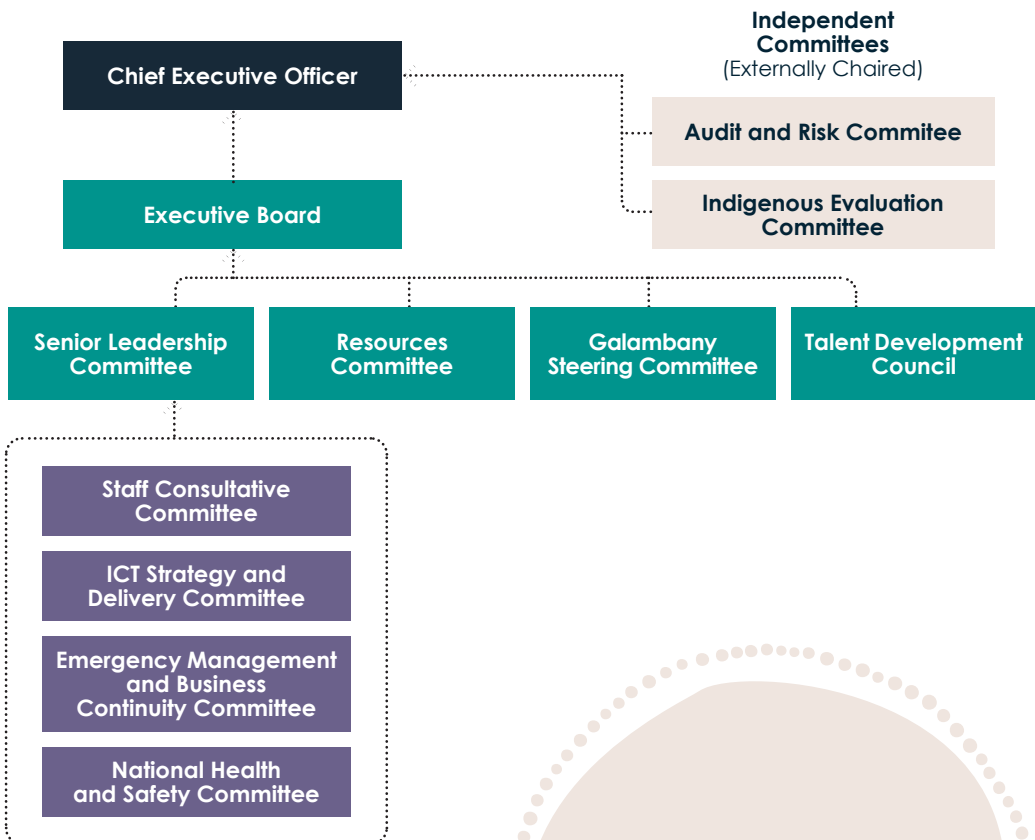 Independent
Committees
(Externally Chaired)
Chief Executive Officer
Audit and Risk Commitee
Executive Board
Indigenous Evaluation
Committee
Senior Leadership
Committee
Resources
Committee
Galambany
Steering Committee
Talent Development
Council
Staff Consultative
Committee
ICT Strategy and
Delivery Committee
Emergency Management
and Business
Continuity Committee
National Health
and Safety Committee